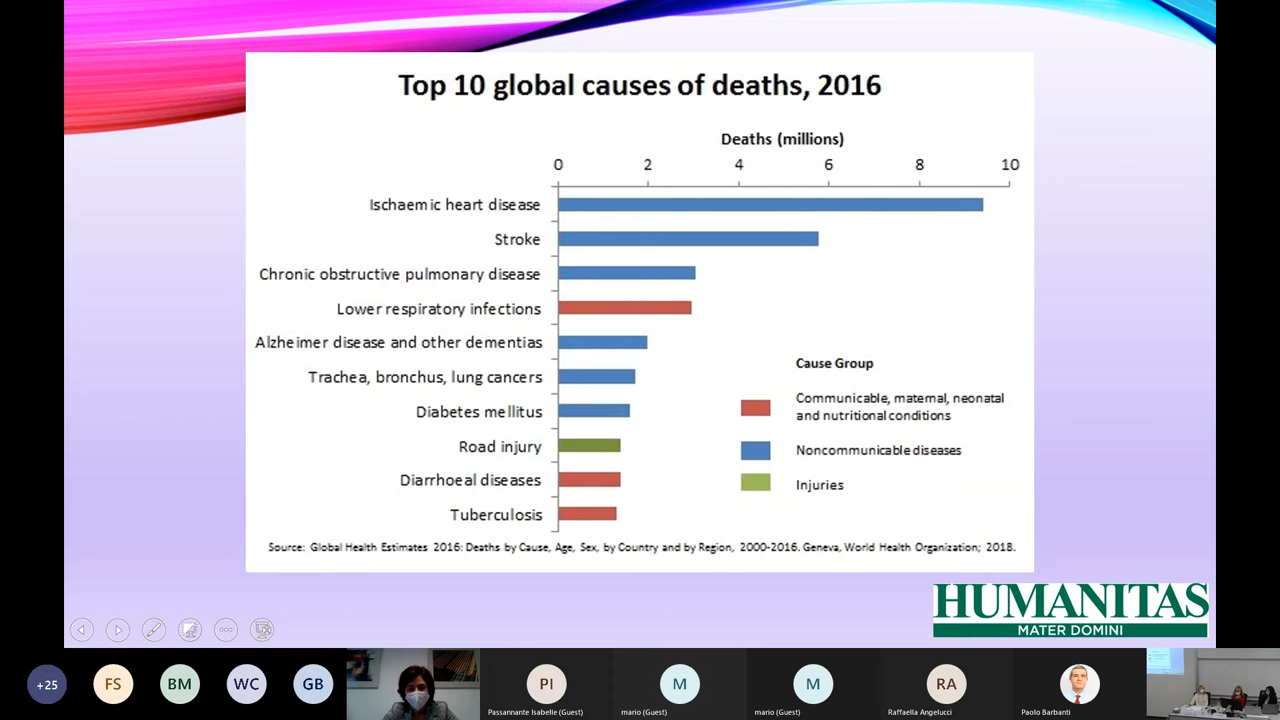 Top 10 global causes of deaths, 2016
Deaths (millions)
0 2 4 6 8 10
Ischaemic heart disease
Stroke
Chronic obstructive pulmonary disease
Lower respiratory infections
Alzheimer disease and other dementias
Trachea, bronchus, lung cancers
Diabetes mellitus
Road injury
Diarrhoeal diseases
Tuberculosis
Cause Group
Communicable, maternal, neonatal
and nutritional conditions
Noncommunicable diseases
Injuries
Source: Global Health Estimates 2016: Deaths by Cause, Age, Sex, by Country and by Region, 2000-2016. Geneva, World Health Organization; 2018.
HUMANITAS
MATER DOMINI
+25 FS BM WC GB PI M M RA
Passannante Isabelle (Guest) mario (Guest) mario (Guest) Raffaella Angelucci Paolo Barbanti